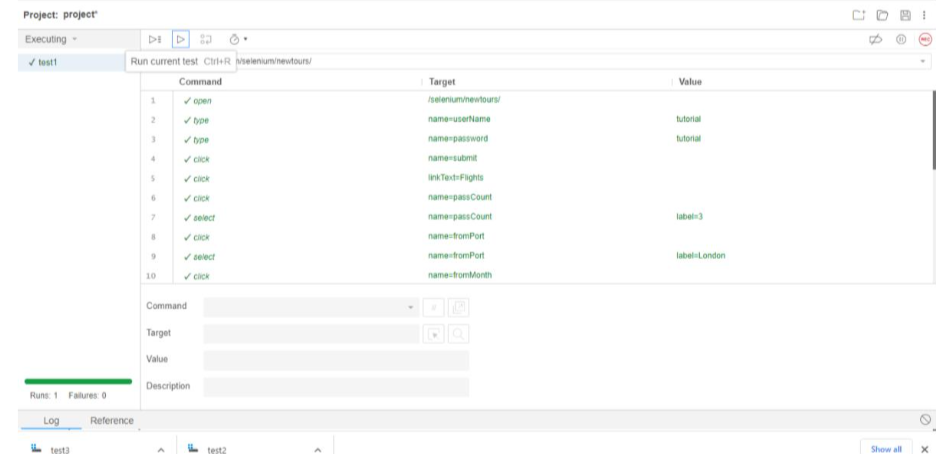 Project: project*
Executing
✓ test1
Run current test Ctrl+R
/selenium/newtours/
Command Target Value
1 ✓ open /selenium/newtours/
2 ✓ type name=userName tutorial
3 ✓ type name=password tutorial
4 ✓ click name=submit
5 ✓ click linkText=Flights
6 ✓ click name=passCount
7 ✓ select name=passCount label=3
8 ✓ click name=fromPort
9 ✓ select name=fromPort label=London
10 ✓ click name=fromMonth
Command
Target
Value
Description
Runs: 1 Failures: 0
Log Reference
test3 test2 Show all